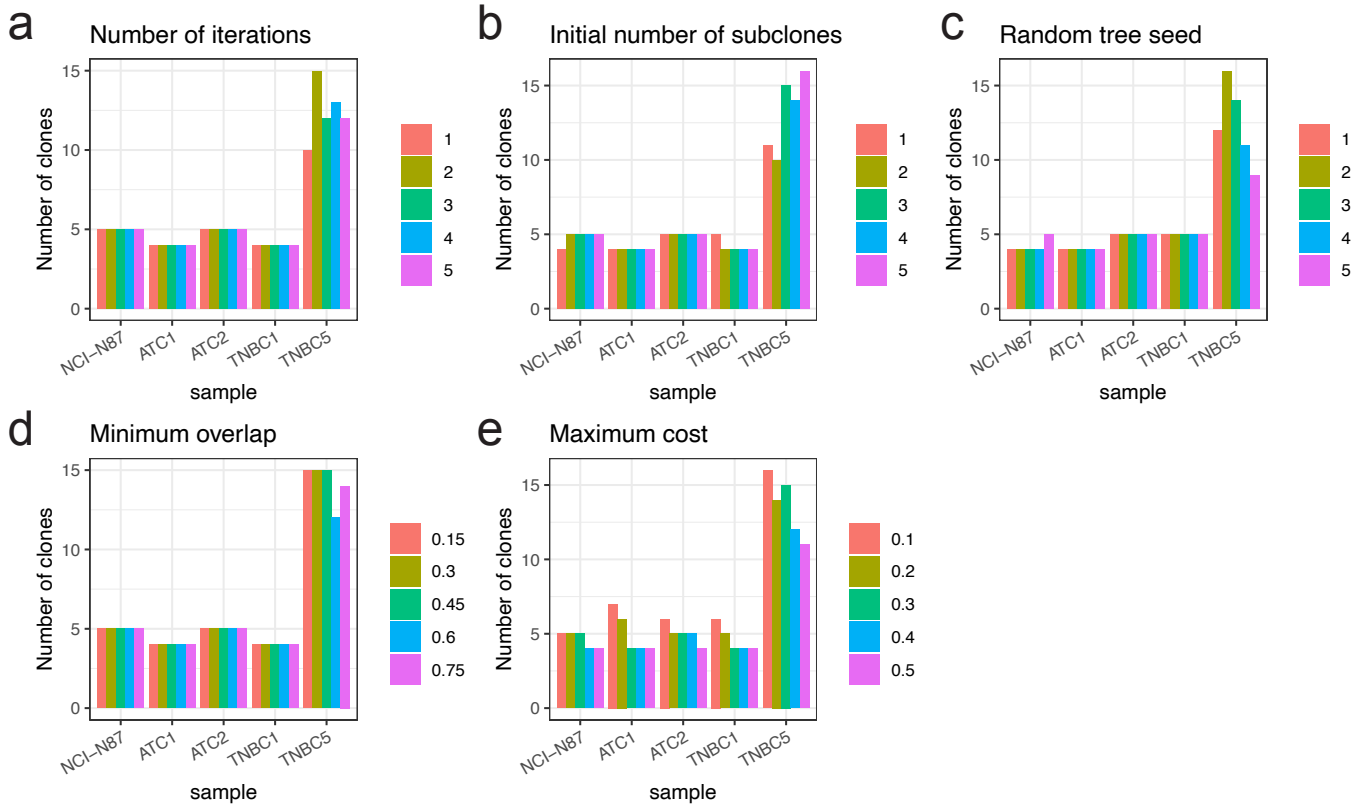 a
Number of iterations
Number of clones
15
10
5
0
NCI−N87
ATC1
ATC2
TNBC1
TNBC5
sample
1
2
3
4
5
b
Initial number of subclones
Number of clones
15
10
5
0
NCI−N87
ATC1
ATC2
TNBC1
TNBC5
sample
1
2
3
4
5
c
Random tree seed
Number of clones
15
10
5
0
NCI−N87
ATC1
ATC2
TNBC1
TNBC5
sample
1
2
3
4
5
d
Minimum overlap
Number of clones
15
10
5
0
NCI−N87
ATC1
ATC2
TNBC1
TNBC5
sample
0.15
0.3
0.45
0.6
0.75
e
Maximum cost
Number of clones
15
10
5
0
NCI−N87
ATC1
ATC2
TNBC1
TNBC5
sample
0.1
0.2
0.3
0.4
0.5